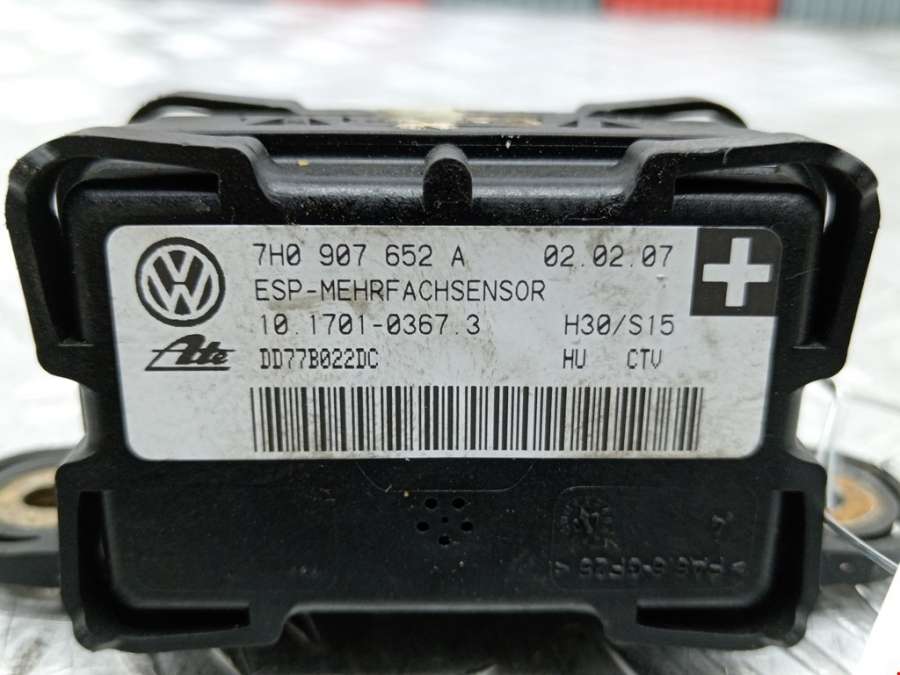 7H0 907 652 A 02.02.07
ESP-MEHRFACHSENSOR
10.1701-0367.3 H30/S15
Ate DD77B022DC HU CTV